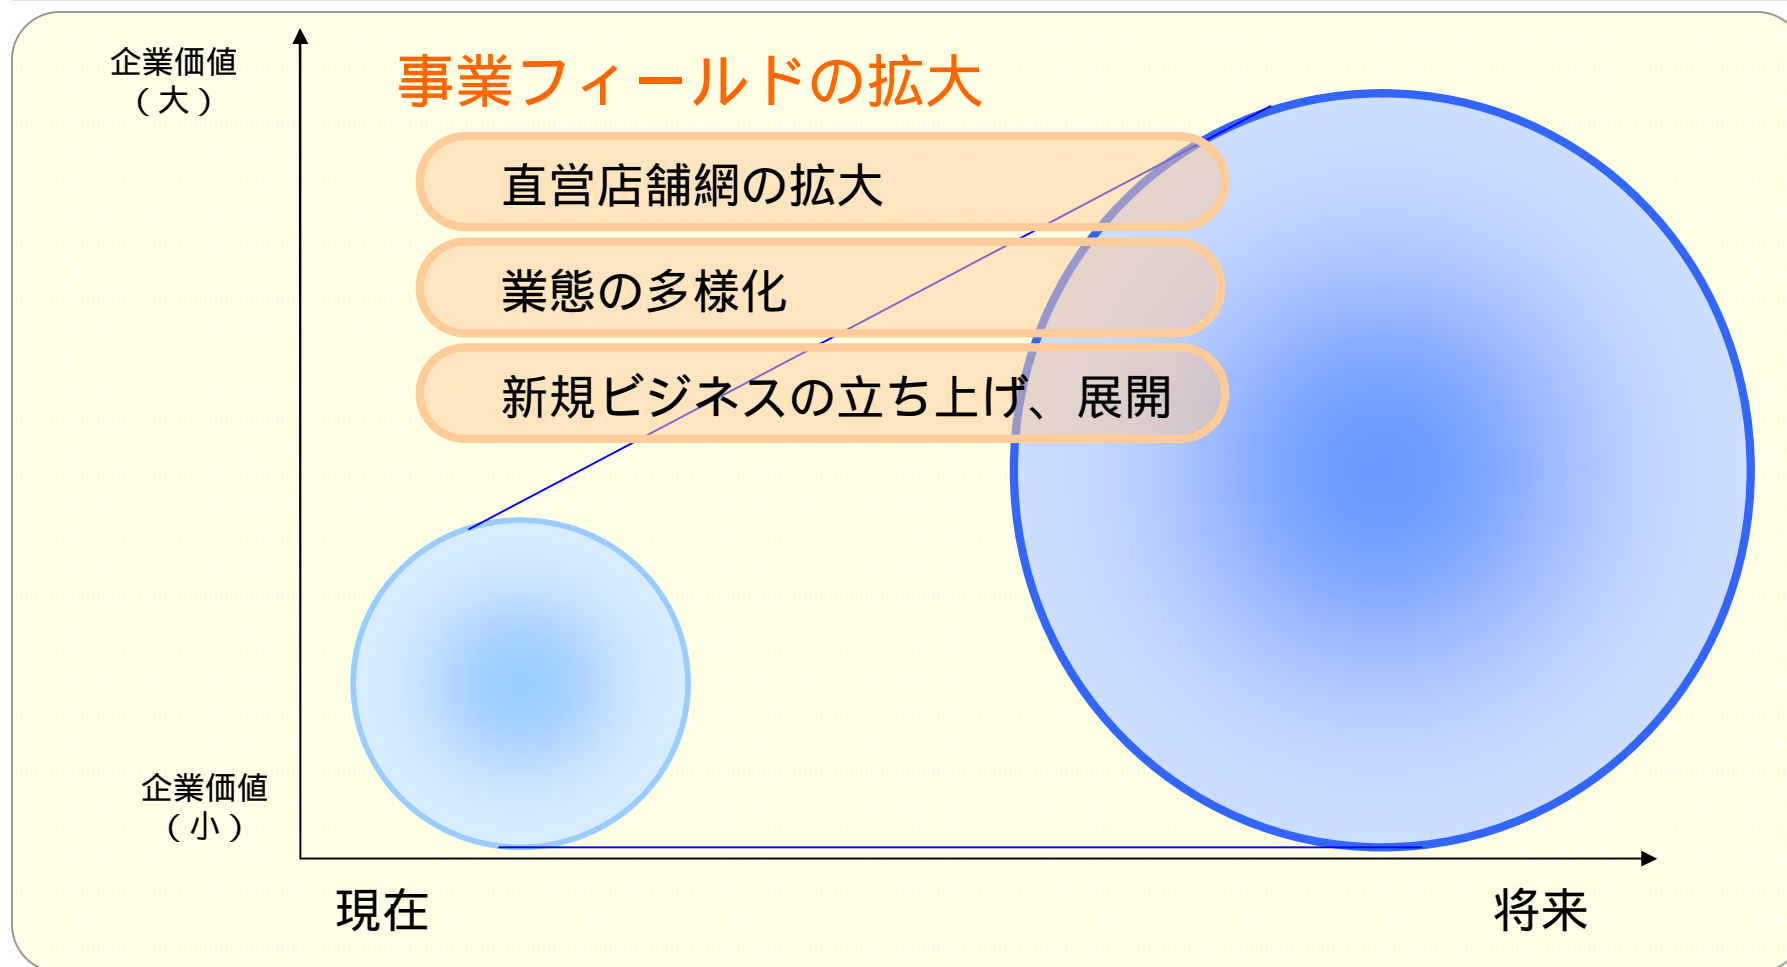 企業価値
（大）
事業フィールドの拡大
直営店舗網の拡大
業態の多様化
新規ビジネスの立ち上げ、展開
企業価値
（小）
現在
将来